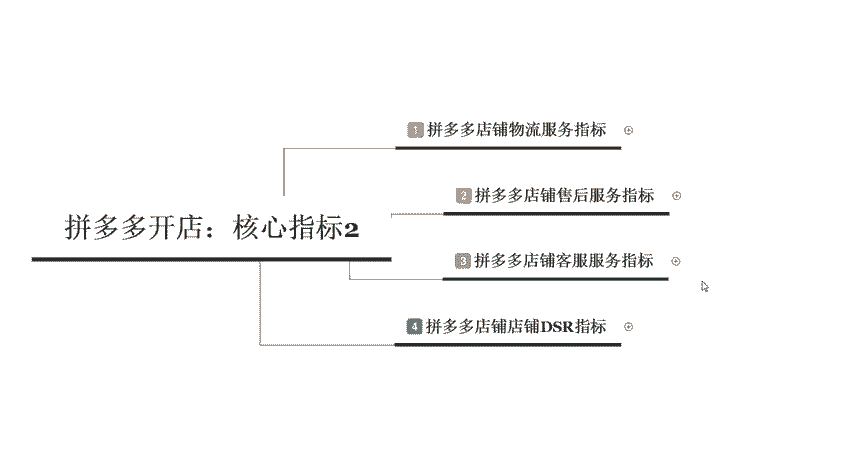 拼多多开店：核心指标2
1 拼多多店铺物流服务指标
2 拼多多店铺售后服务指标
3 拼多多店铺客服服务指标
4 拼多多店铺店铺DSR指标